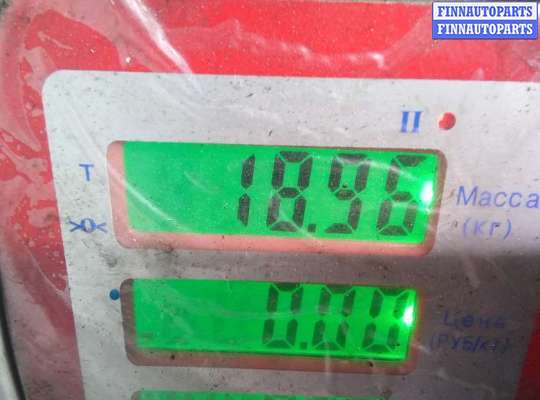 FINNAUTOPARTS
FINNAUTOPARTS
II
T
18.96
Масса
>0<
(кг)
0.00
Цена
(РУБ/кг)